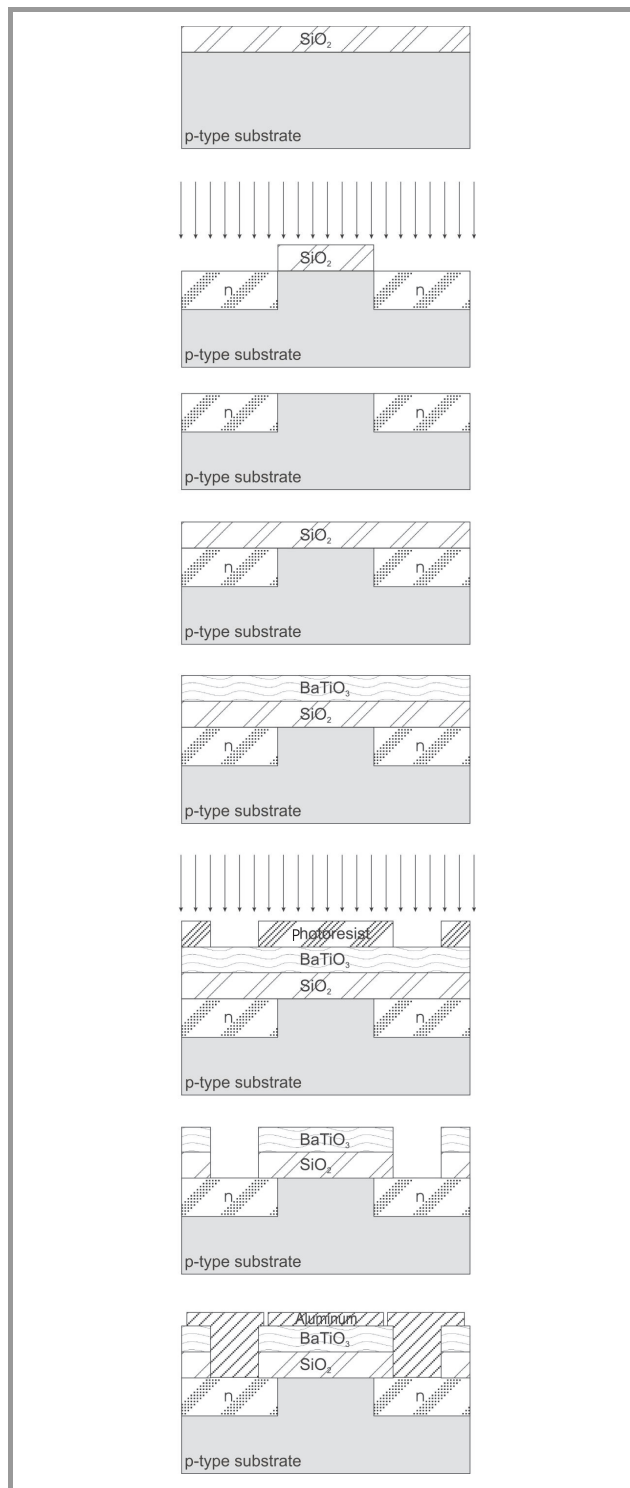 SiO₂
p-type substrate
SiO₂
n n
p-type substrate
n n
p-type substrate
SiO₂
n n
p-type substrate
BaTiO₃
SiO₂
n n
p-type substrate
Photoresist
BaTiO₃
SiO₂
n n
p-type substrate
BaTiO₃
SiO₂
n n
p-type substrate
Aluminum
BaTiO₃
SiO₂
n n
p-type substrate